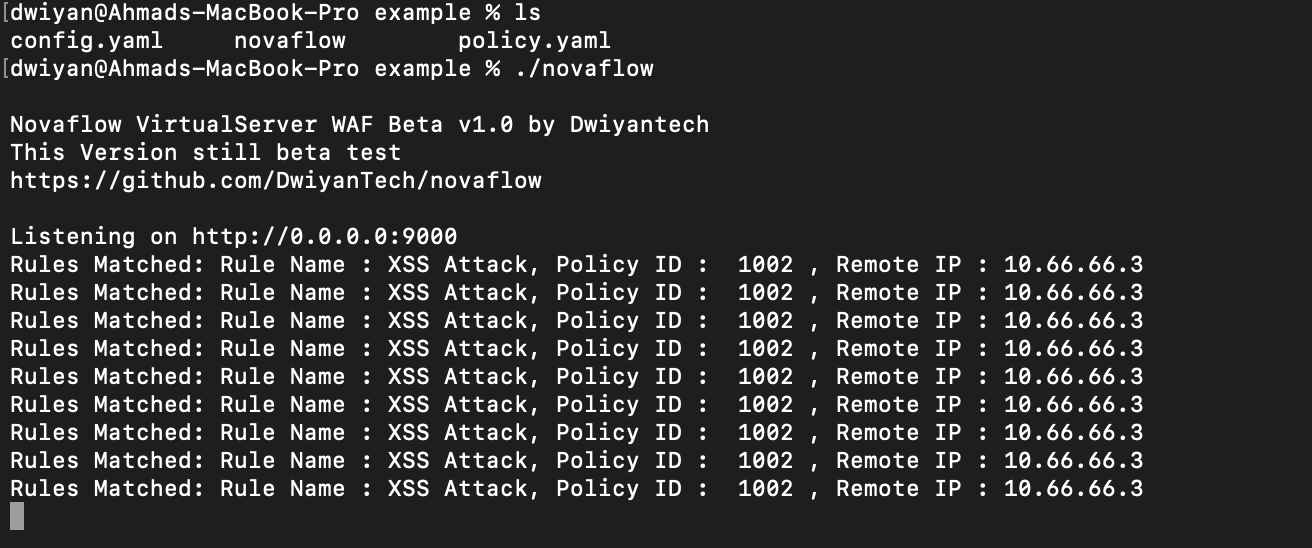 [dwiyan@Ahmads-MacBook-Pro example % ls
config.yaml     novaflow        policy.yaml
[dwiyan@Ahmads-MacBook-Pro example % ./novaflow
Novaflow VirtualServer WAF Beta v1.0 by Dwiyantech
This Version still beta test
https://github.com/DwiyanTech/novaflow
Listening on http://0.0.0.0:9000
Rules Matched: Rule Name : XSS Attack, Policy ID :  1002 , Remote IP : 10.66.66.3
Rules Matched: Rule Name : XSS Attack, Policy ID :  1002 , Remote IP : 10.66.66.3
Rules Matched: Rule Name : XSS Attack, Policy ID :  1002 , Remote IP : 10.66.66.3
Rules Matched: Rule Name : XSS Attack, Policy ID :  1002 , Remote IP : 10.66.66.3
Rules Matched: Rule Name : XSS Attack, Policy ID :  1002 , Remote IP : 10.66.66.3
Rules Matched: Rule Name : XSS Attack, Policy ID :  1002 , Remote IP : 10.66.66.3
Rules Matched: Rule Name : XSS Attack, Policy ID :  1002 , Remote IP : 10.66.66.3
Rules Matched: Rule Name : XSS Attack, Policy ID :  1002 , Remote IP : 10.66.66.3
Rules Matched: Rule Name : XSS Attack, Policy ID :  1002 , Remote IP : 10.66.66.3